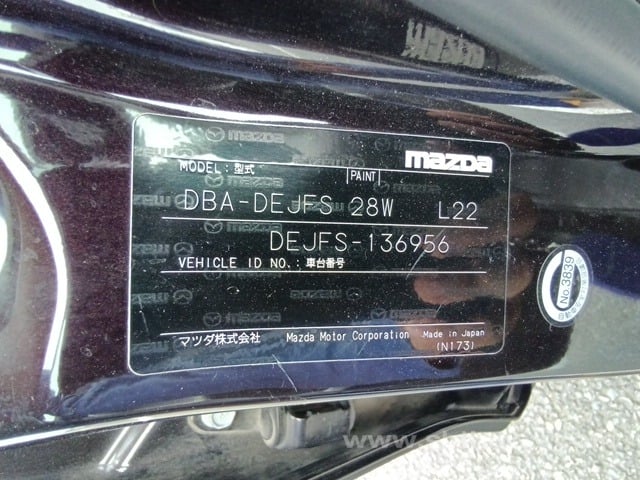 mazda
MODEL: 型式 PAINT
DBA-DEJFS 28W L22
DEJFS-136956
VEHICLE ID NO.: 車台番号
マツダ株式会社 Mazda Motor Corporation Made in Japan
(N173)
No.3839